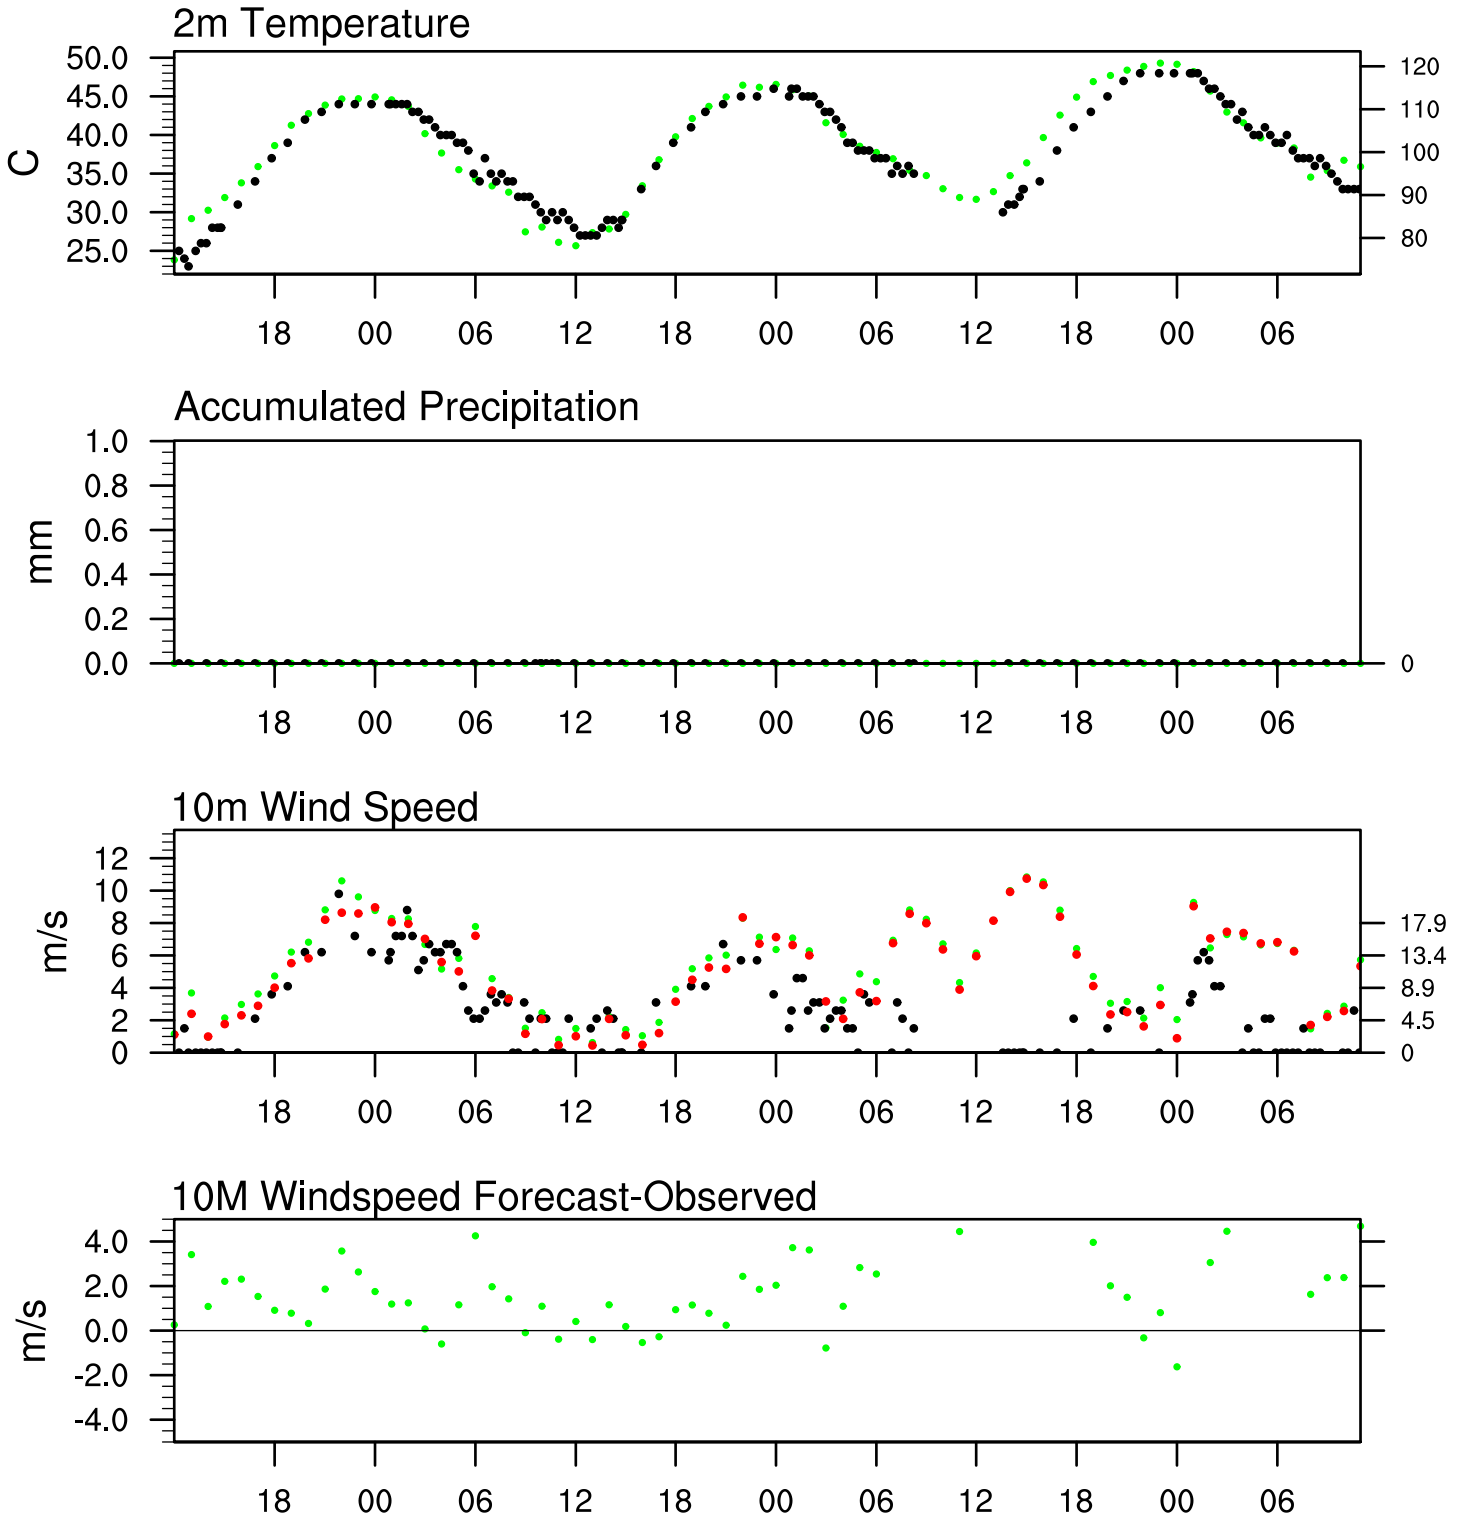 2m Temperature
50.0
45.0
40.0
35.0
30.0
25.0
C
120
110
100
90
80
18 00 06 12 18 00 06 12 18 00 06
Accumulated Precipitation
1.0
0.8
0.6
0.4
0.2
0.0
mm
0
18 00 06 12 18 00 06 12 18 00 06
10m Wind Speed
12
10
8
6
4
2
0
m/s
17.9
13.4
8.9
4.5
0
18 00 06 12 18 00 06 12 18 00 06
10M Windspeed Forecast-Observed
4.0
2.0
0.0
-2.0
-4.0
m/s
18 00 06 12 18 00 06 12 18 00 06